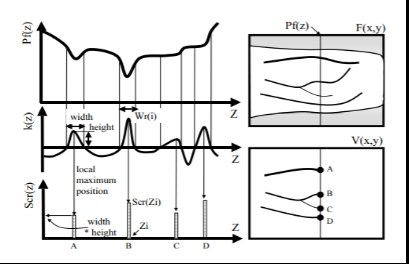 Pf(z)
Z
k(z)
width
height
Wr(i)
Z
local
maximum
position
Scr(z)
width
* height
Scr(Zi)
Zi
Z
A B C D
Pf(z) F(x,y)
V(x,y)
A
B
C
D